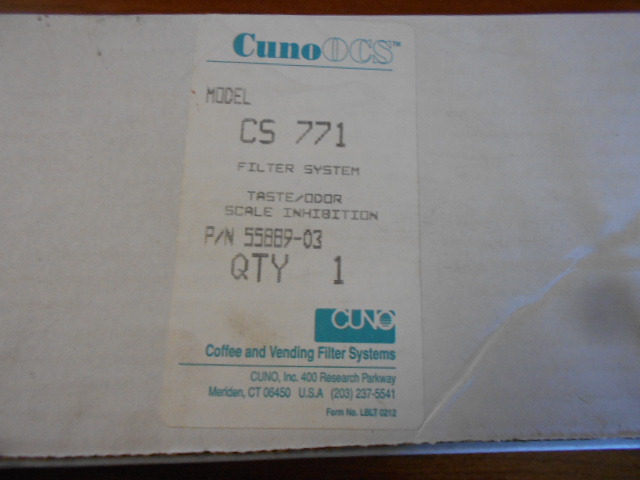 CunoOCS™
MODEL
CS 771
FILTER SYSTEM
TASTE/ODOR
SCALE INHIBITION
P/N 55889-03
QTY 1
CUNO
Coffee and Vending Filter Systems
CUNO, Inc. 400 Research Parkway
Meriden, CT 06450 U.S.A (203) 237-5541
Form No. LBLT-0212